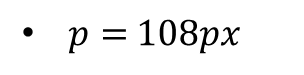 • p = 108px